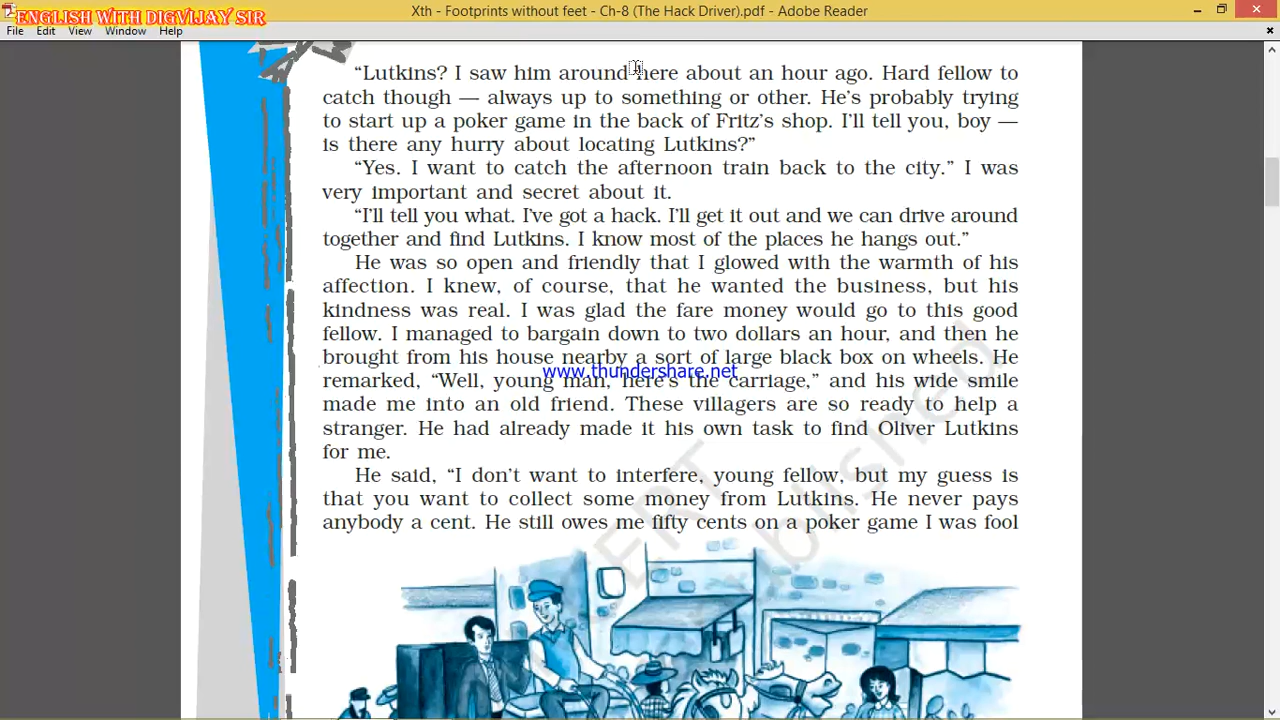 ENGLISH WITH DIGVIJAY SIR
Xth - Footprints without feet - Ch-8 (The Hack Driver).pdf - Adobe Reader
File Edit View Window Help
“Lutkins? I saw him around here about an hour ago. Hard fellow to
catch though — always up to something or other. He’s probably trying
to start up a poker game in the back of Fritz’s shop. I’ll tell you, boy —
is there any hurry about locating Lutkins?”
“Yes. I want to catch the afternoon train back to the city.” I was
very important and secret about it.
“I’ll tell you what. I’ve got a hack. I’ll get it out and we can drive around
together and find Lutkins. I know most of the places he hangs out.”
He was so open and friendly that I glowed with the warmth of his
affection. I knew, of course, that he wanted the business, but his
kindness was real. I was glad the fare money would go to this good
fellow. I managed to bargain down to two dollars an hour, and then he
brought from his house nearby a sort of large black box on wheels. He
www.thundershare.net
remarked, “Well, young man, here’s the carriage,” and his wide smile
made me into an old friend. These villagers are so ready to help a
stranger. He had already made it his own task to find Oliver Lutkins
for me.
He said, “I don’t want to interfere, young fellow, but my guess is
that you want to collect some money from Lutkins. He never pays
anybody a cent. He still owes me fifty cents on a poker game I was fool